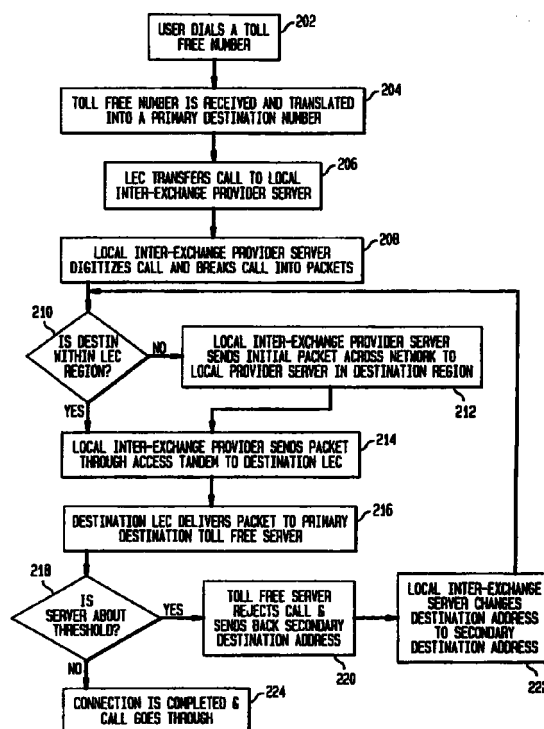 202
USER DIALS A TOLL
FREE NUMBER
204
TOLL FREE NUMBER IS RECEIVED AND TRANSLATED
INTO A PRIMARY DESTINATION NUMBER
206
LEC TRANSFERS CALL TO LOCAL
INTER-EXCHANGE PROVIDER SERVER
208
LOCAL INTER-EXCHANGE PROVIDER SERVER
DIGITIZES CALL AND BREAKS CALL INTO PACKETS
210
IS
DESTIN
WITHIN LEC
REGION?
NO
YES
LOCAL INTER-EXCHANGE PROVIDER SERVER
SENDS INITIAL PACKET ACROSS NETWORK TO
LOCAL PROVIDER SERVER IN DESTINATION REGION
212
214
LOCAL INTER-EXCHANGE PROVIDER SENDS PACKET
THROUGH ACCESS TANDEM TO DESTINATION LEC
216
DESTINATION LEC DELIVERS PACKET TO PRIMARY
DESTINATION TOLL FREE SERVER
218
IS
SERVER ABOUT
THRESHOLD?
YES
NO
TOLL FREE SERVER
REJECTS CALL &
SENDS BACK SECONDARY
DESTINATION ADDRESS
220
LOCAL INTER-EXCHANGE
SERVER CHANGES
DESTINATION ADDRESS
TO SECONDARY
DESTINATION ADDRESS
222
224
CONNECTION IS COMPLETED &
CALL GOES THROUGH